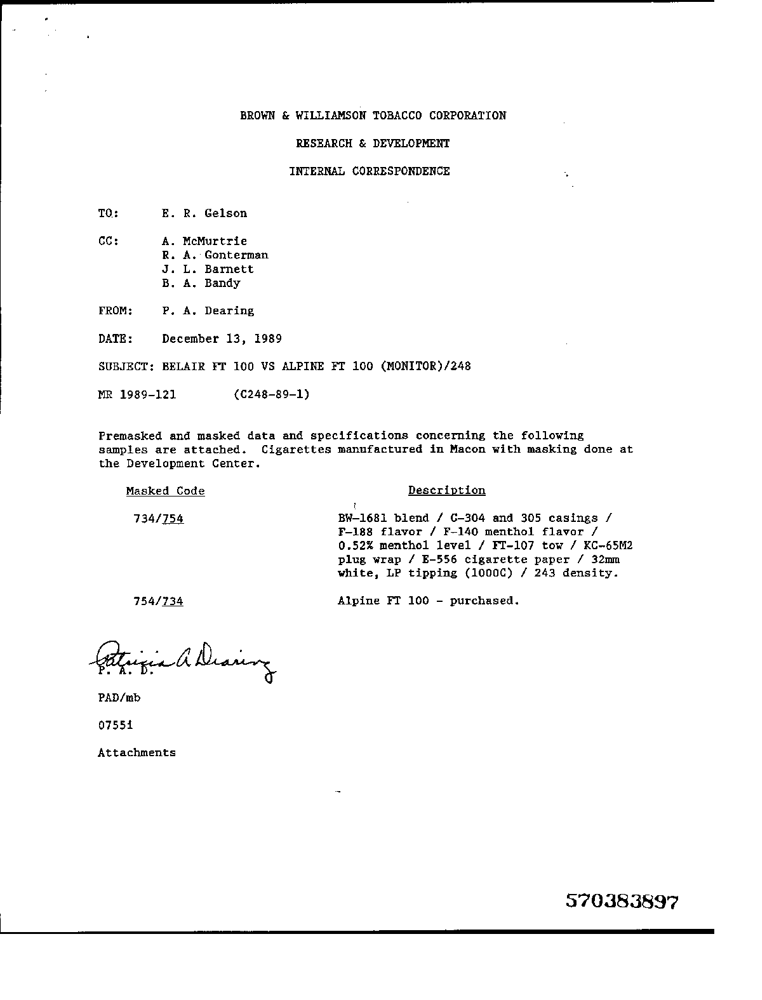 BROWN & WILLIAMSON TOBACCO CORPORATION
RESEARCH & DEVELOPMENT
INTERNAL CORRESPONDENCE
TO: E. R. Gelson
CC: A. McMurtrie
R. A. Gonterman
J. L. Barnett
B. A. Bandy
FROM: P. A. Dearing
DATE: December 13, 1989
SUBJECT: BELAIR FT 100 VS ALPINE FT 100 (MONITOR)/248
MR 1989-121 (C248-89-1)
Premasked and masked data and specifications concerning the following
samples are attached. Cigarettes manufactured in Macon with masking done at
the Development Center.
Masked Code Description
734/754 BW-1681 blend / C-304 and 305 casings /
F-188 flavor / F-140 menthol flavor /
0.52% menthol level / FT-107 tow / KC-65M2
plug wrap / E-556 cigarette paper / 32mm
white, LP tipping (1000C) / 243 density.
754/734 Alpine FT 100 - purchased.
Patrizia A Dearing
P. A. D.
PAD/mb
0755i
Attachments
570383897